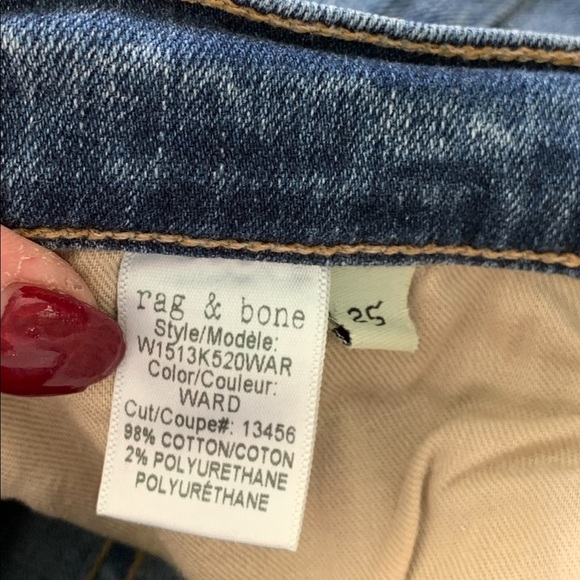 rag & bone
Style/Modèle:
W1513K520WAR
Color/Couleur:
WARD
Cut/Coupe#: 13456
98% COTTON/COTON
2% POLYURETHANE
POLYURÉTHANE
25